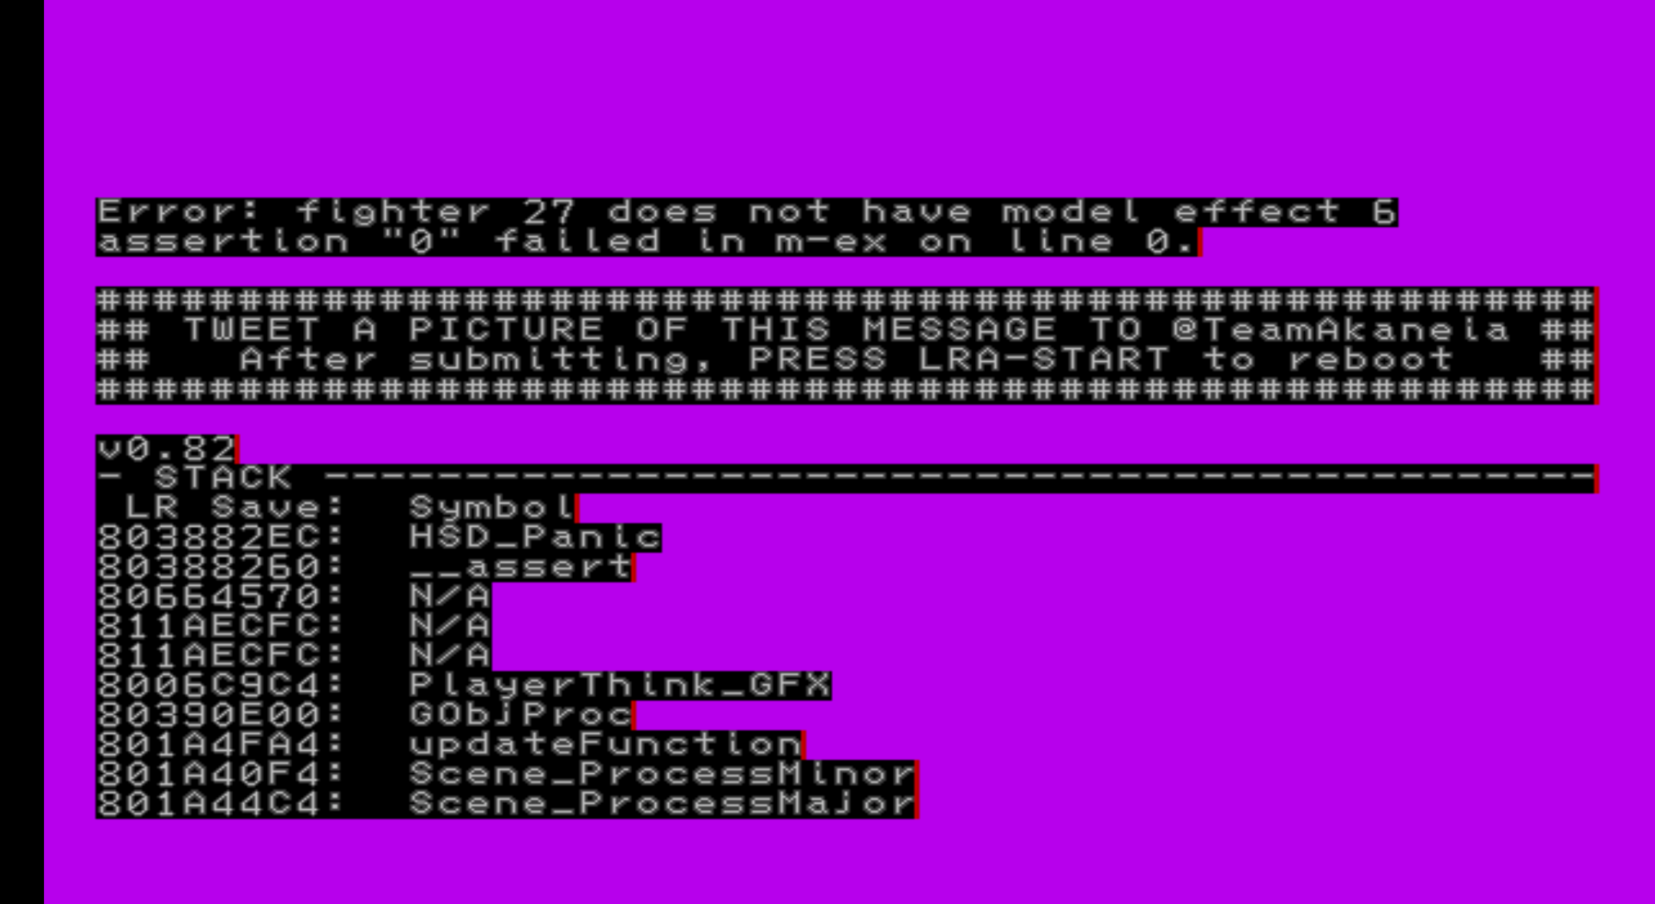 Error: fighter 27 does not have model effect 6
assertion "0" failed in m-ex on line 0.
#####################################################
## TWEET A PICTURE OF THIS MESSAGE TO @TeamAkaneia ##
##   After submitting, PRESS LRA-START to reboot   ##
#####################################################
v0.82
- STACK ---------------------------------------------
 LR Save:  Symbol
803882EC:  HSD_Panic
80388260:  __assert
80664570:  N/A
811AECFC:  N/A
811AECFC:  N/A
8006C9C4:  PlayerThink_GFX
80390E00:  GObjProc
801A4FA4:  updateFunction
801A40F4:  Scene_ProcessMinor
801A44C4:  Scene_ProcessMajor